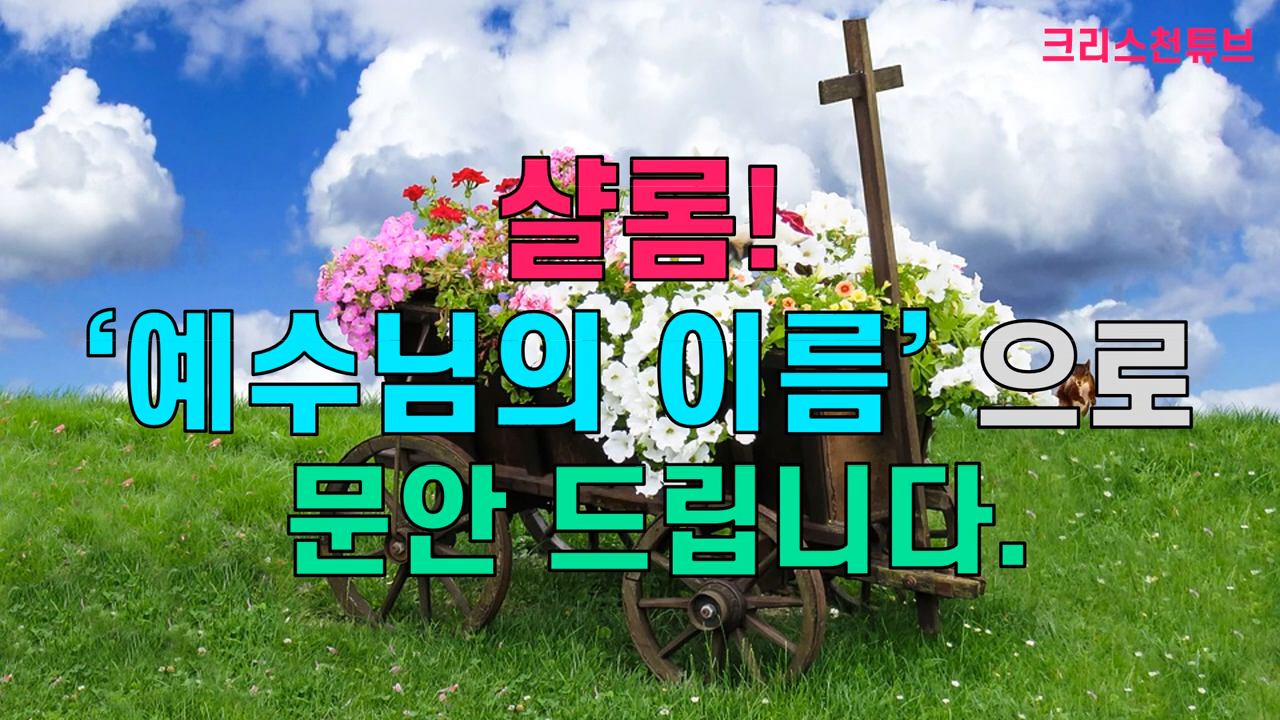 크리스천튜브
샬롬!
‘예수님의 이름’ 으로
문안 드립니다.